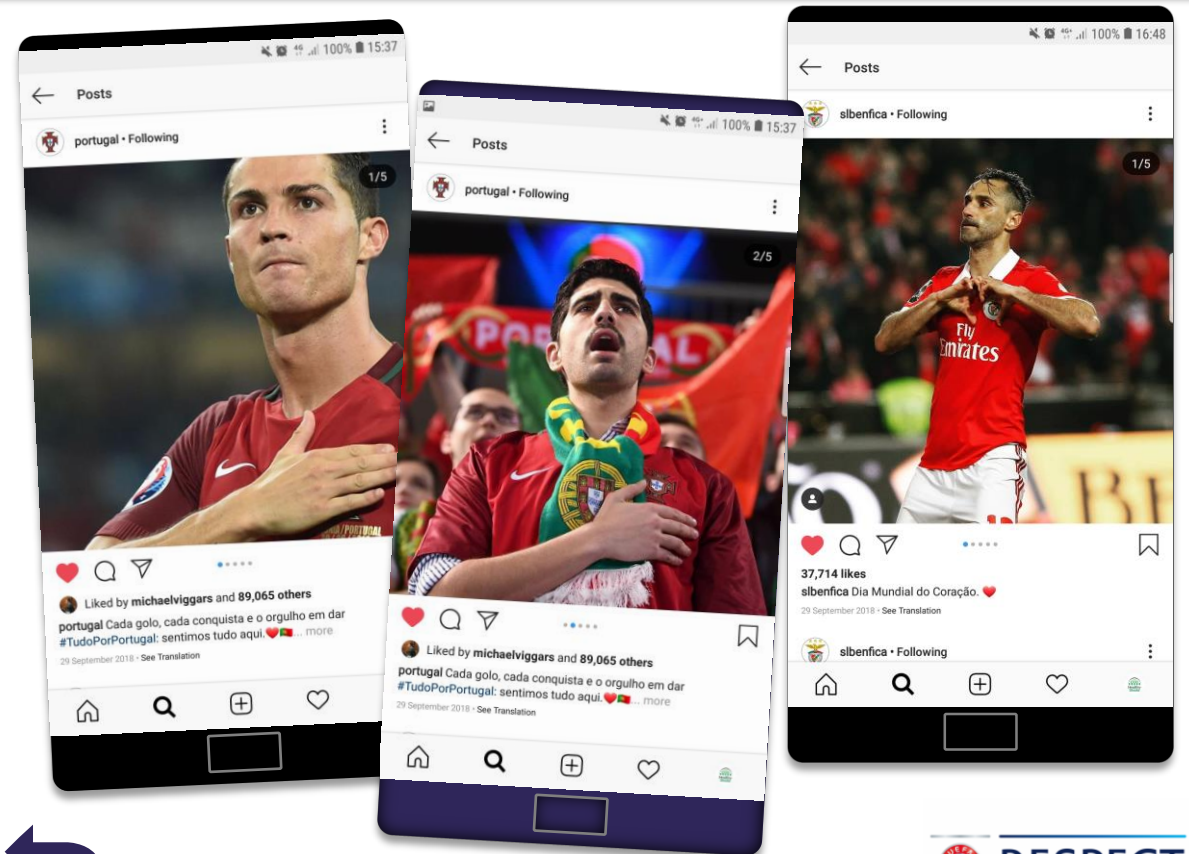 100% 15:37
Posts
portugal • Following
1/5
Liked by michaelviggars and 89,065 others
portugal Cada golo, cada conquista e o orgulho em dar
#TudoPorPortugal: sentimos tudo aqui.❤️🇵🇹... more
29 September 2018 • See Translation
4G+ 100% 15:37
Posts
portugal • Following
2/5
POR AL
Liked by michaelviggars and 89,065 others
portugal Cada golo, cada conquista e o orgulho em dar
#TudoPorPortugal: sentimos tudo aqui.❤️🇵🇹... more
29 September 2018 • See Translation
4G+ 100% 16:48
Posts
slbenfica • Following
1/5
Fly
Emirates
37,714 likes
slbenfica Dia Mundial do Coração. ❤️
29 September 2018 • See Translation
slbenfica • Following
RESPECT